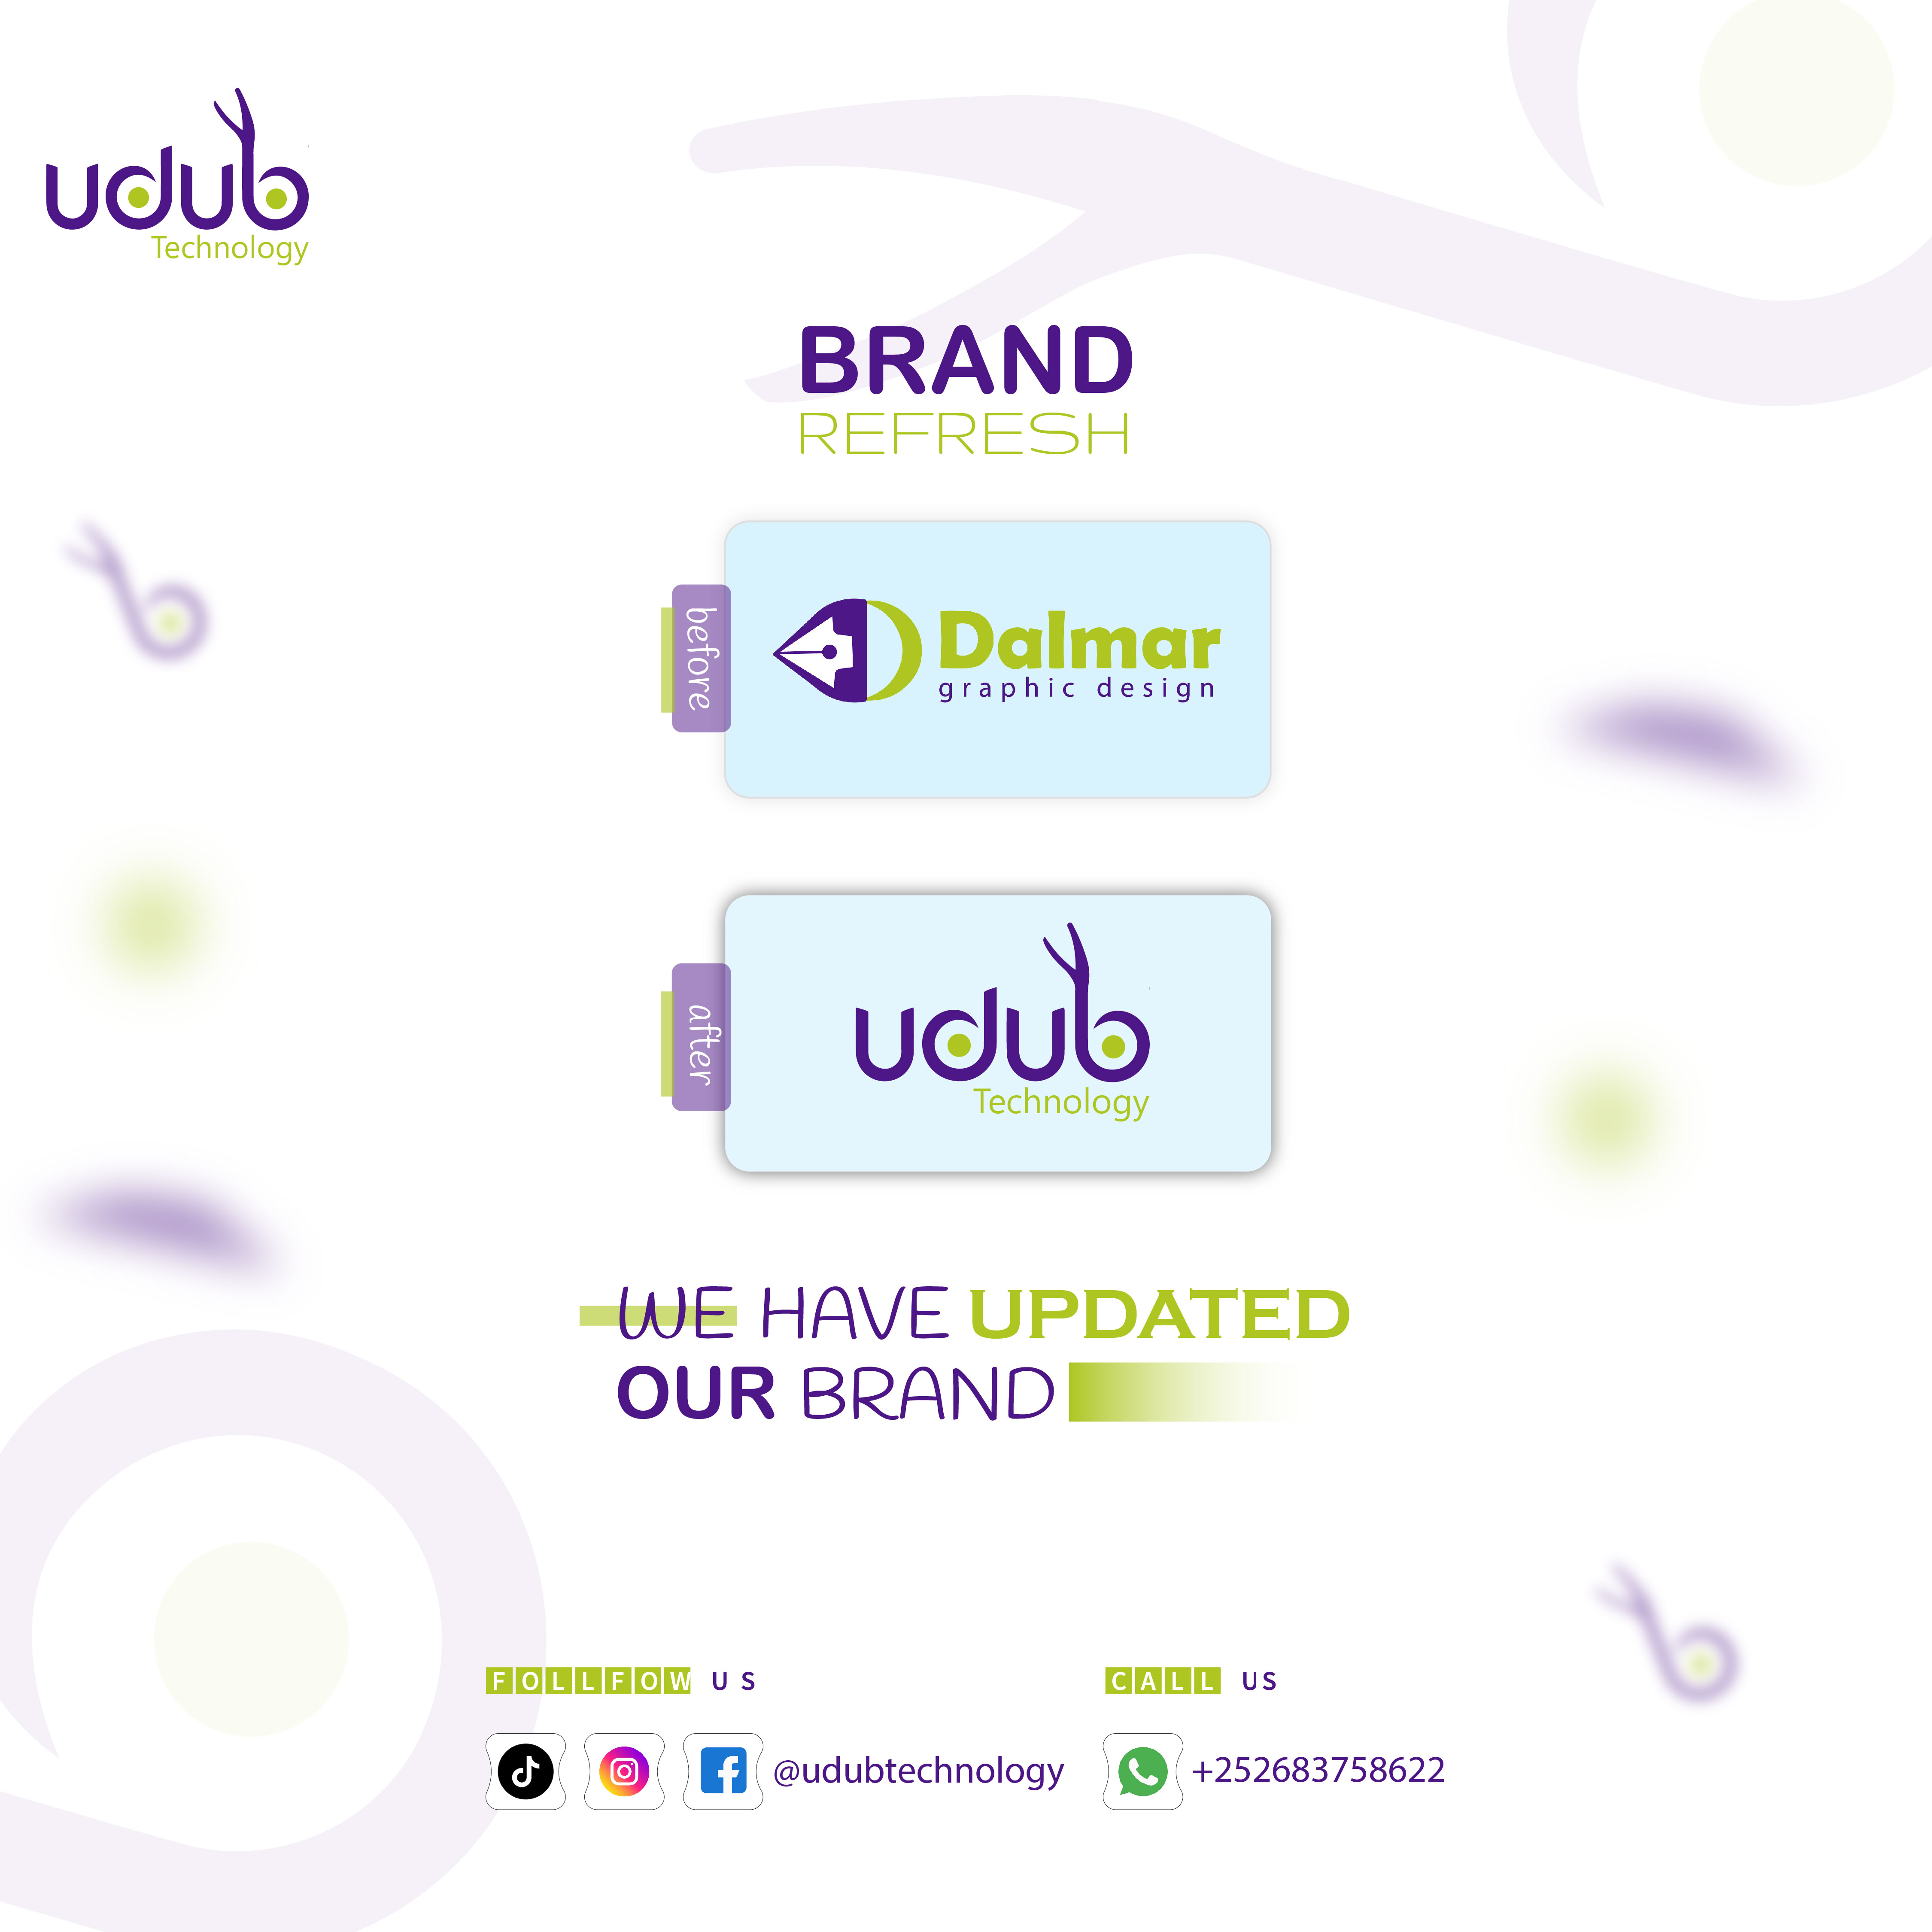 udub
Technology
BRAND
REFRESH
before
Dalmar
graphic design
after
udub
Technology
WE HAVE UPDATED
OUR BRAND
FOLLFOW US
@udubtechnology
CALL US
+252683758622